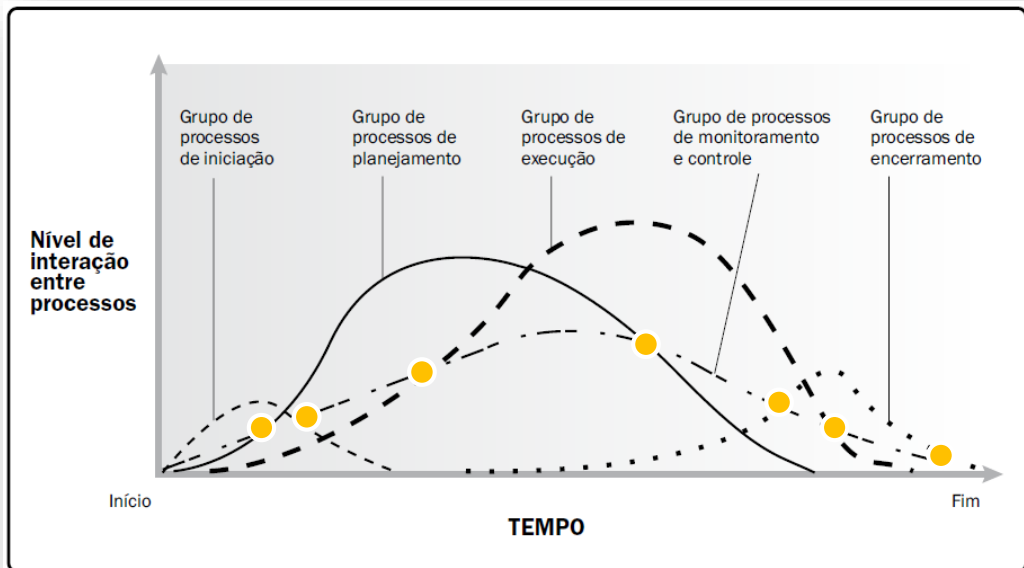 Grupo de
processos
de iniciação
Grupo de
processos de
planejamento
Grupo de
processos de
execução
Grupo de processos
de monitoramento
e controle
Grupo de
processos de
encerramento
Nível de
interação
entre
processos
Início
Fim
TEMPO